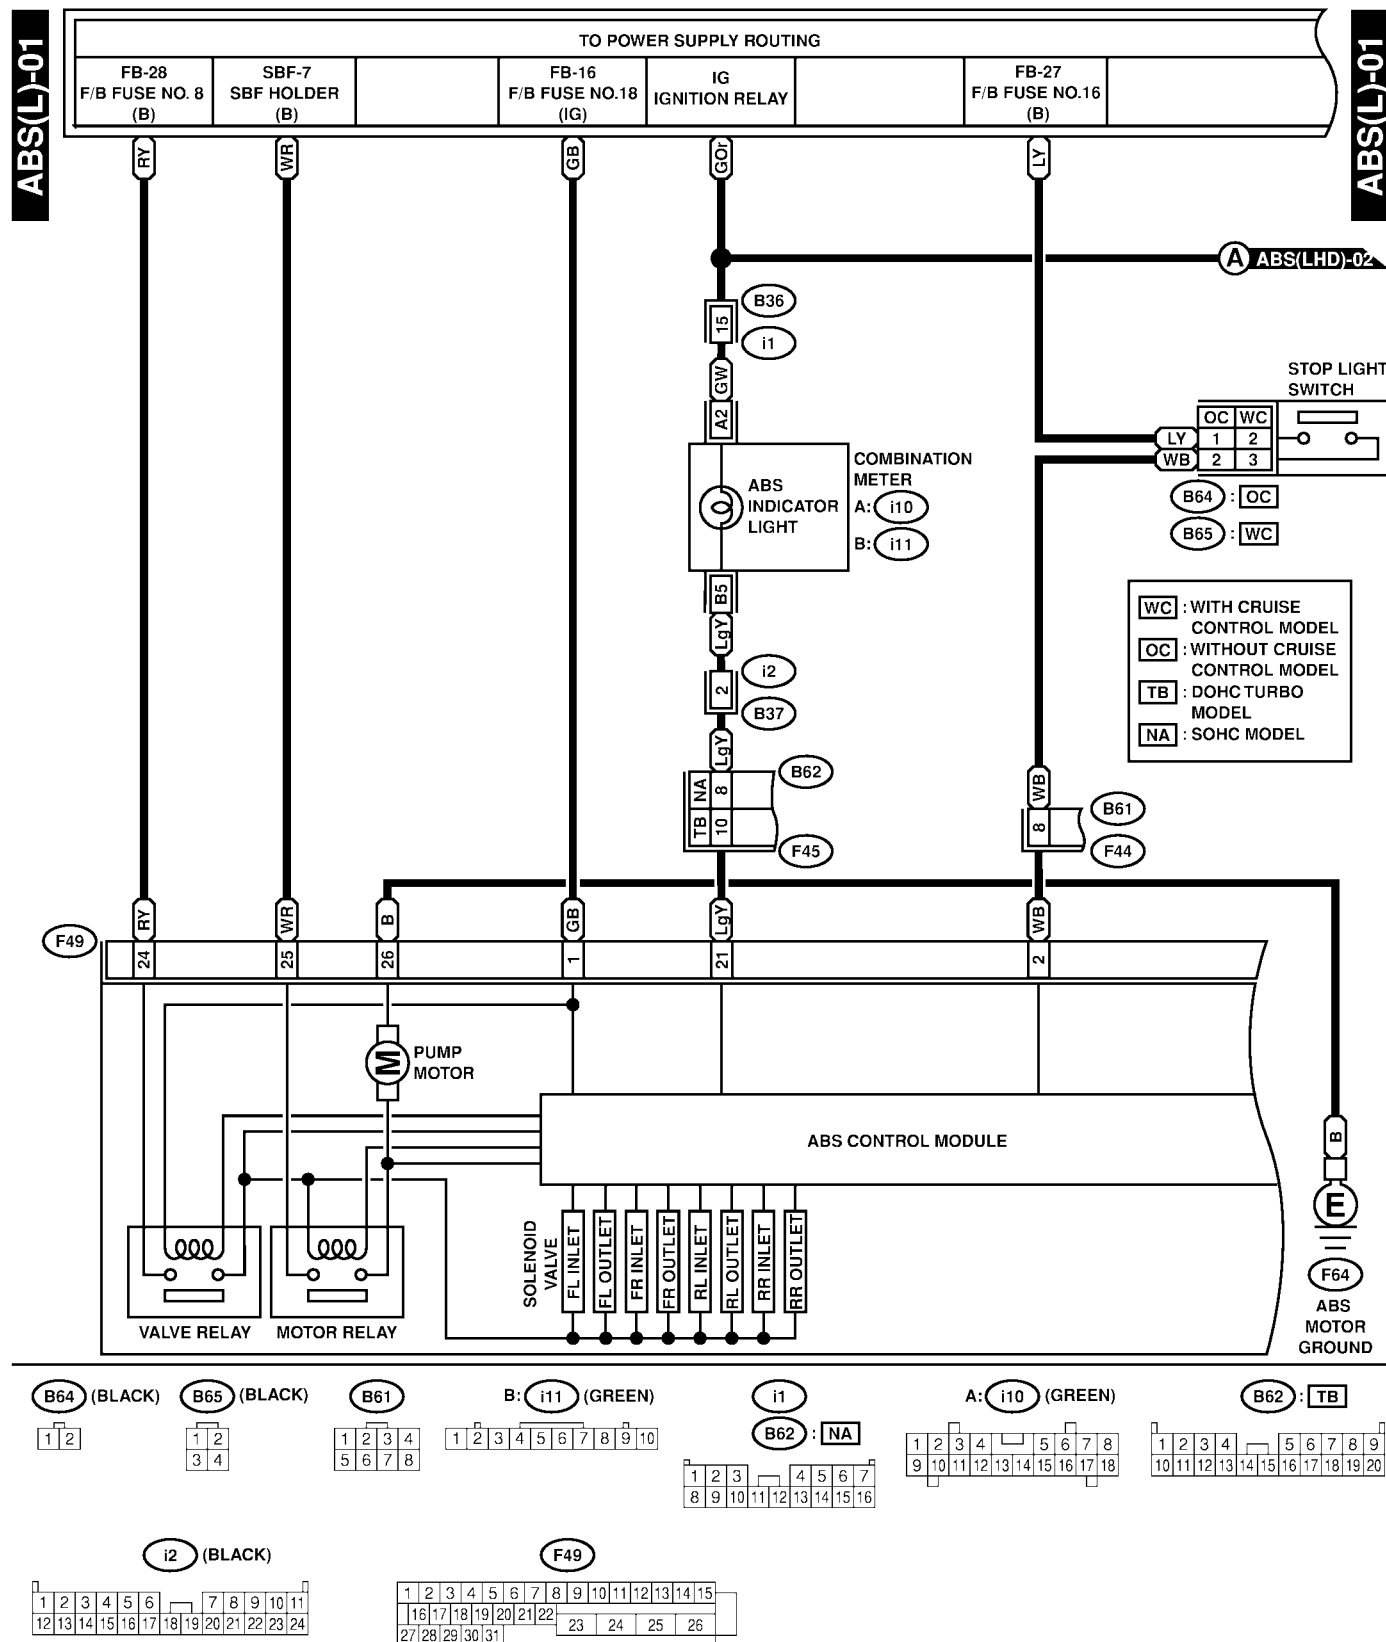 ABS(L)-01
ABS(L)-01
TO POWER SUPPLY ROUTING
FB-28
F/B FUSE NO. 8
(B)
SBF-7
SBF HOLDER
(B)
FB-16
F/B FUSE NO.18
(IG)
IG
IGNITION RELAY
FB-27
F/B FUSE NO.16
(B)
RY
WR
GB
GOr
LY
A
ABS(LHD)-02
B36
15
i1
GW
A2
STOP LIGHT
SWITCH
OC WC
LY 1 2
WB 2 3
B64 : OC
B65 : WC
COMBINATION
METER
A: i10
B: i11
ABS
INDICATOR
LIGHT
B5
LgY
i2
2
B37
LgY
WC : WITH CRUISE
CONTROL MODEL
OC : WITHOUT CRUISE
CONTROL MODEL
TB : DOHC TURBO
MODEL
NA : SOHC MODEL
B62
NA 8
TB 10
F45
WB
B61
8
F44
RY
WR
B
GB
LgY
WB
F49
24
25
26
1
21
2
M
PUMP
MOTOR
ABS CONTROL MODULE
B
E
F64
ABS
MOTOR
GROUND
SOLENOID
VALVE
FL INLET
FL OUTLET
FR INLET
FR OUTLET
RL INLET
RL OUTLET
RR INLET
RR OUTLET
VALVE RELAY
MOTOR RELAY
B64 (BLACK)
1 2
B65 (BLACK)
1 2
3 4
B61
1 2 3 4
5 6 7 8
B: i11 (GREEN)
1 2 3 4 5 6 7 8 9 10
i1
B62 : NA
1 2 3 4 5 6 7
8 9 10 11 12 13 14 15 16
A: i10 (GREEN)
1 2 3 4 5 6 7 8
9 10 11 12 13 14 15 16 17 18
B62 : TB
1 2 3 4 5 6 7 8 9
10 11 12 13 14 15 16 17 18 19 20
i2 (BLACK)
1 2 3 4 5 6 7 8 9 10 11
12 13 14 15 16 17 18 19 20 21 22 23 24
F49
1 2 3 4 5 6 7 8 9 10 11 12 13 14 15
16 17 18 19 20 21 22
23 24 25 26
27 28 29 30 31